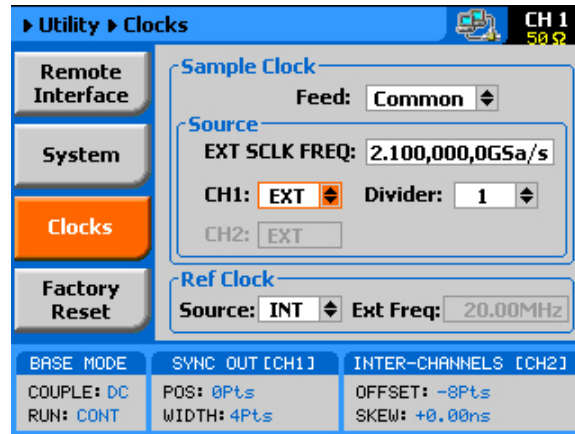 Utility ▸ Clocks
CH 1
50 Ω
Remote Interface
System
Clocks
Factory Reset
Sample Clock
Feed: Common
Source
EXT SCLK FREQ: 2.100,000,0GSa/s
CH1: EXT Divider: 1
CH2: EXT
Ref Clock
Source: INT Ext Freq: 20.00MHz
BASE MODE
COUPLE: DC
RUN: CONT
SYNC OUT [CH1]
POS: 0Pts
WIDTH: 4Pts
INTER-CHANNELS [CH2]
OFFSET: -8Pts
SKEW: +0.00ns